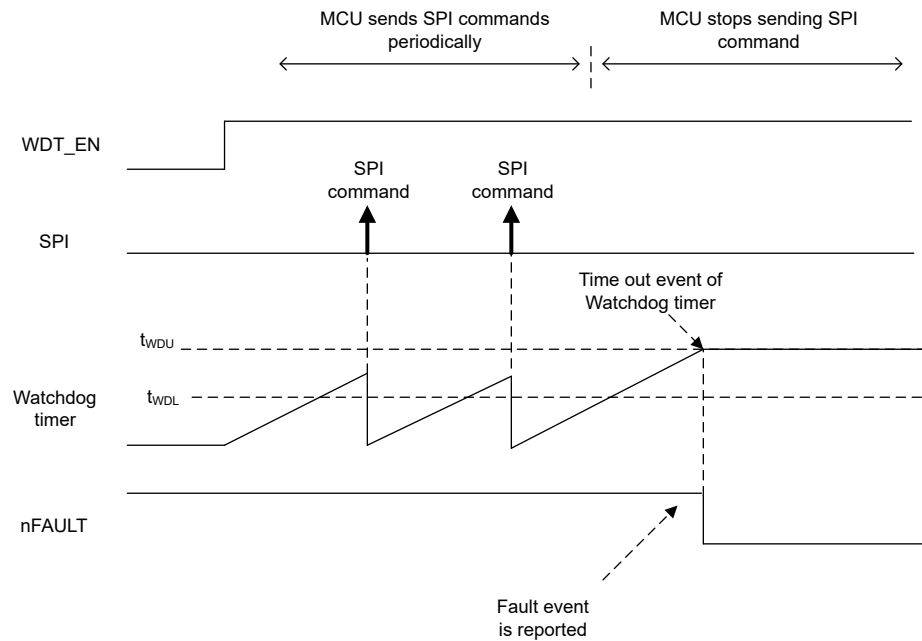 MCU sends SPI commands
periodically
MCU stops sending SPI
command
WDT_EN
SPI
command
SPI
command
SPI
Time out event of
Watchdog timer
tWDU
Watchdog
timer
tWDL
nFAULT
Fault event
is reported